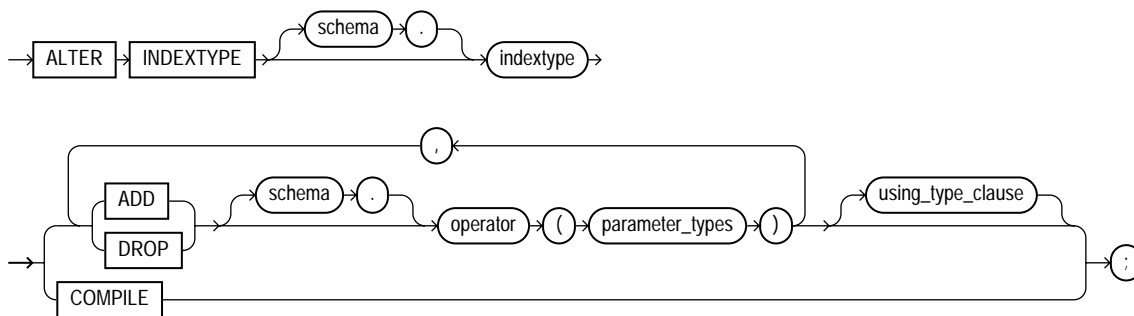 schema .
ALTER INDEXTYPE indextype
,
ADD schema . using_type_clause
operator ( parameter_types )
DROP
;
COMPILE